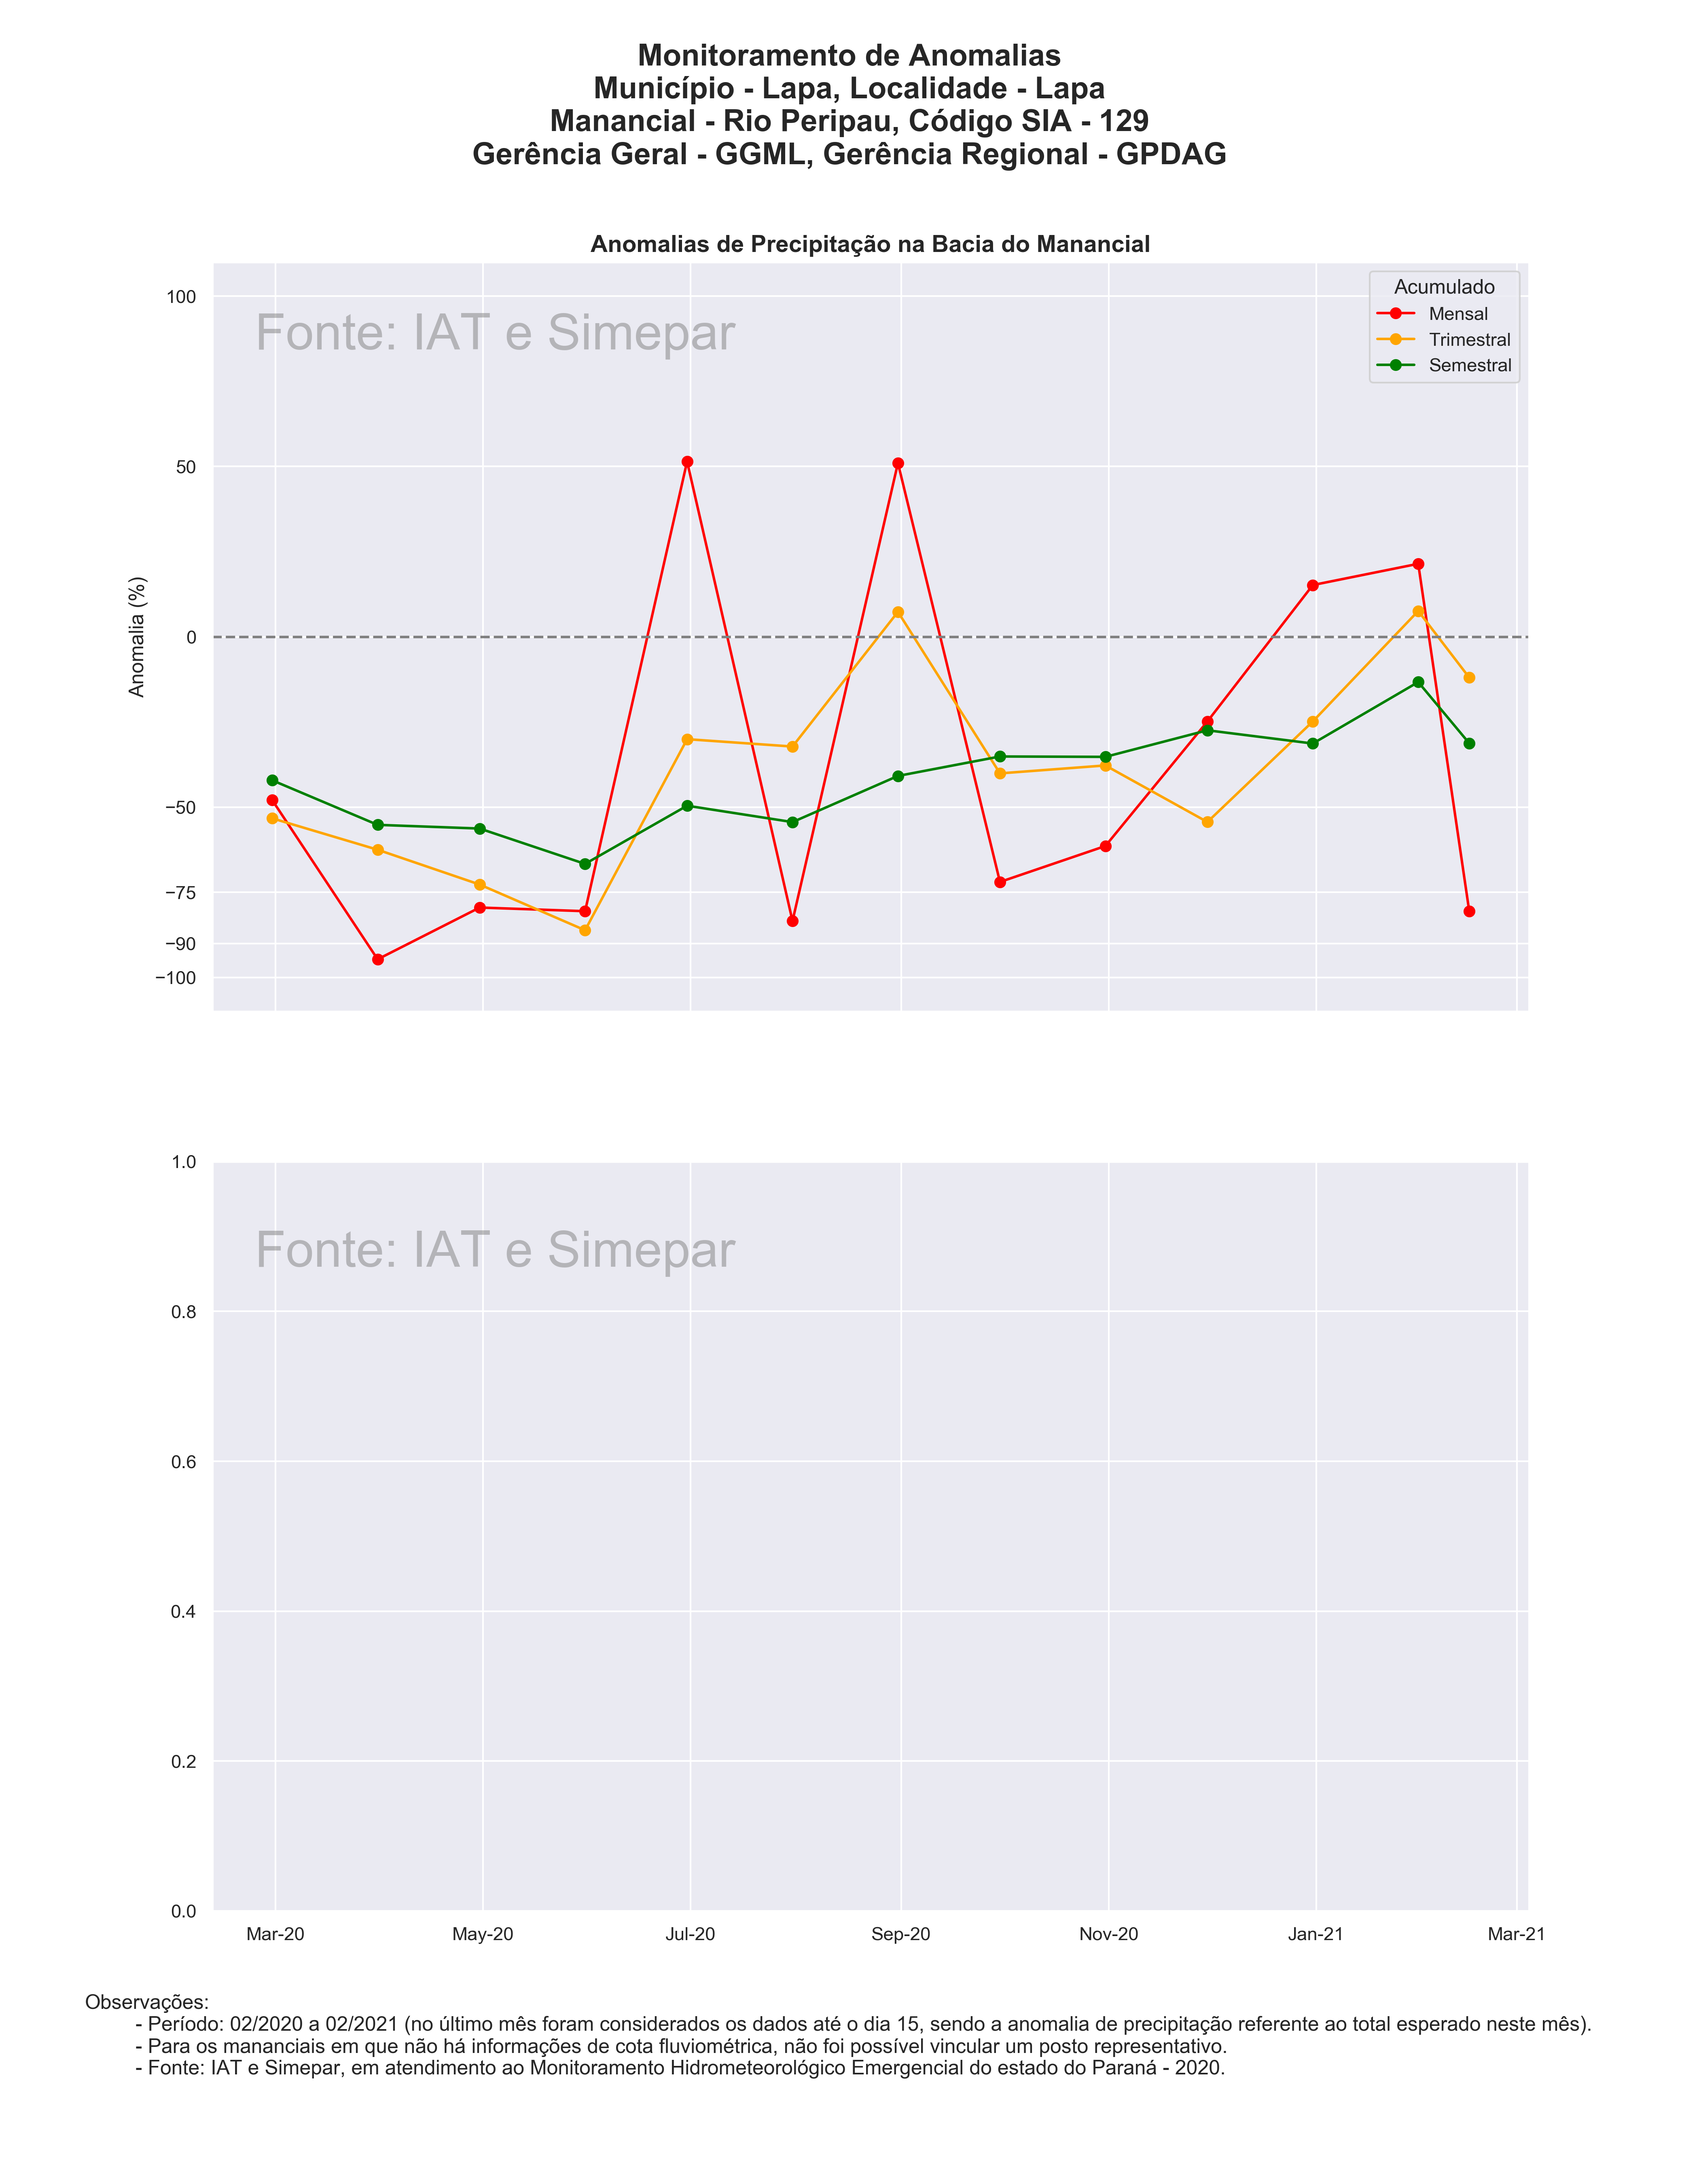 Monitoramento de Anomalias
Município - Lapa, Localidade - Lapa
Manancial - Rio Peripau, Código SIA - 129
Gerência Geral - GGML, Gerência Regional - GPDAG
Anomalias de Precipitação na Bacia do Manancial
Fonte: IAT e Simepar
Acumulado
Mensal
Trimestral
Semestral
Anomalia (%)
100
50
0
−50
−75
−90
−100
Fonte: IAT e Simepar
1.0
0.8
0.6
0.4
0.2
0.0
Mar-20 May-20 Jul-20 Sep-20 Nov-20 Jan-21 Mar-21
Observações:
- Período: 02/2020 a 02/2021 (no último mês foram considerados os dados até o dia 15, sendo a anomalia de precipitação referente ao total esperado neste mês).
- Para os mananciais em que não há informações de cota fluviométrica, não foi possível vincular um posto representativo.
- Fonte: IAT e Simepar, em atendimento ao Monitoramento Hidrometeorológico Emergencial do estado do Paraná - 2020.